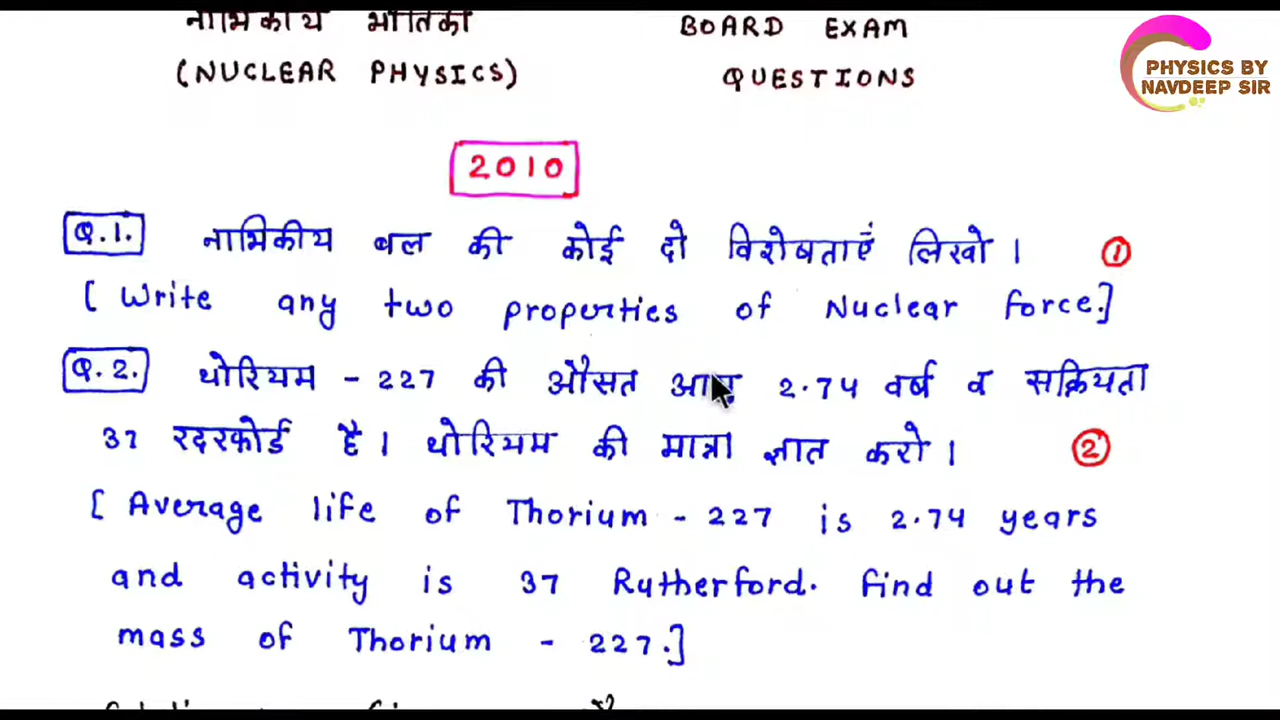 नाभिकीय भौतिकी
(NUCLEAR PHYSICS)
BOARD EXAM
QUESTIONS
PHYSICS BY
NAVDEEP SIR
2010
Q.1. नाभिकीय बल की कोई दो विशेषताएं लिखो। 1
[Write any two properties of Nuclear force.]
Q.2. थोरियम - 227 की औसत आयु 2.74 वर्ष व सक्रियता
37 रदरफोर्ड है। थोरियम की मात्रा ज्ञात करो। 2
[Average life of Thorium - 227 is 2.74 years
and activity is 37 Rutherford. find out the
mass of Thorium - 227.]